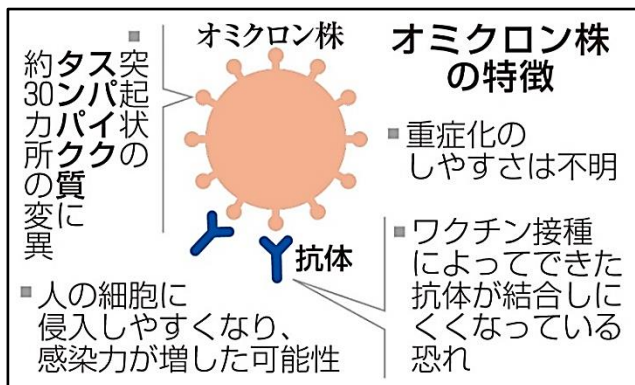 オミクロン株
の特徴
オミクロン株
■突起状の
スパイク
タンパク質に
約30カ所の変異
■重症化の
しやすさは不明
抗体
■ワクチン接種
によってできた
抗体が結合しに
くくなっている
恐れ
■人の細胞に
侵入しやすくなり、
感染力が増した可能性